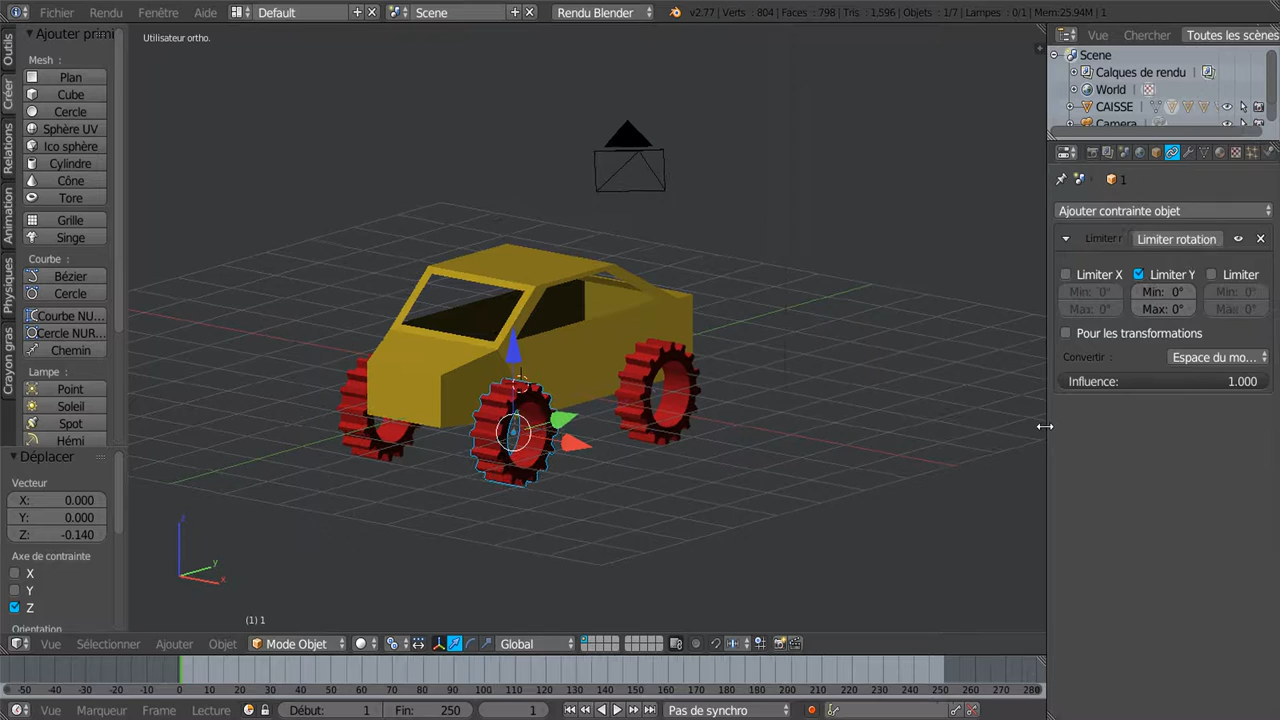 Fichier Rendu Fenêtre Aide Default Scene Rendu Blender v2.77 | Verts : 804 | Faces : 798 | Tris : 1,596 | Objets : 1/7 | Lampes : 0/1 | Mem:25.94M | 1
Ajouter primi
Utilisateur ortho.
Vue Chercher Toutes les scènes
Outils
Créer
Relations
Animation
Physiques
Crayon gras
Mesh :
Plan
Cube
Cercle
Sphère UV
Ico sphère
Cylindre
Cône
Tore
Grille
Singe
Courbe :
Bézier
Cercle
Courbe NU...
Cercle NUR...
Chemin
Lampe :
Point
Soleil
Spot
Hémi
Scene
Calques de rendu
World
CAISSE
Camera
1
Ajouter contrainte objet
Limiter r Limiter rotation
Limiter X Limiter Y Limiter
Min: 0° Min: 0° Min: 0°
Max: 0° Max: 0° Max: 0°
Pour les transformations
Convertir : Espace du mo...
Influence: 1.000
Déplacer
Vecteur
X: 0.000
Y: 0.000
Z: -0.140
Axe de contrainte
X
Y
Z
Orientation
z
y
x
(1) 1
Vue Sélectionner Ajouter Objet Mode Objet Global
-50 -40 -30 -20 -10 0 10 20 30 40 50 60 70 80 90 100 110 120 130 140 150 160 170 180 190 200 210 220 230 240 250 260 270 280
Vue Marqueur Frame Lecture Début: 1 Fin: 250 1 Pas de synchro